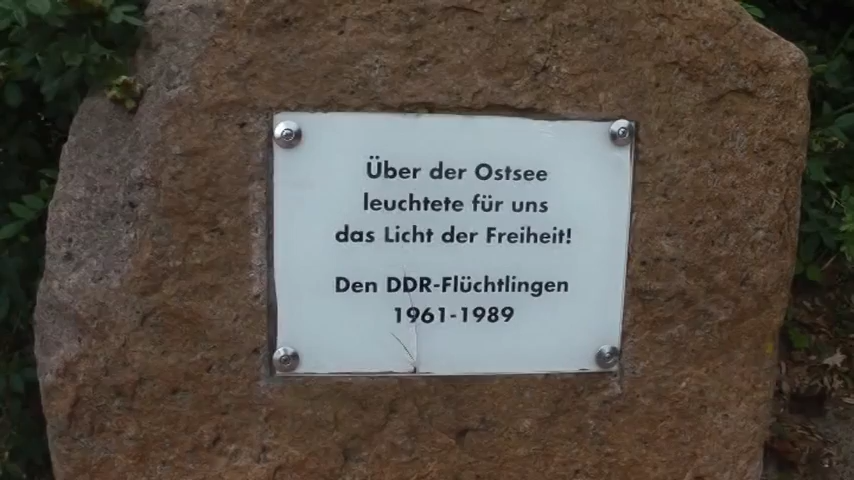 Über der Ostsee
leuchtete für uns
das Licht der Freiheit!
Den DDR-Flüchtlingen
1961-1989